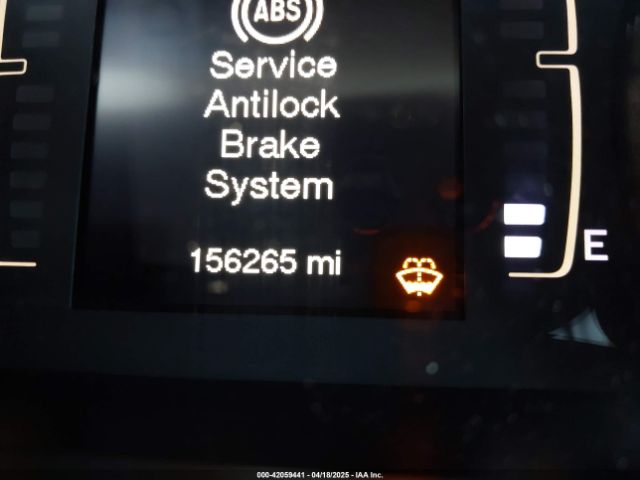 ABS
Service
Antilock
Brake
System
156265 mi
E
000-42059441 - 04/18/2025 - IAA Inc.